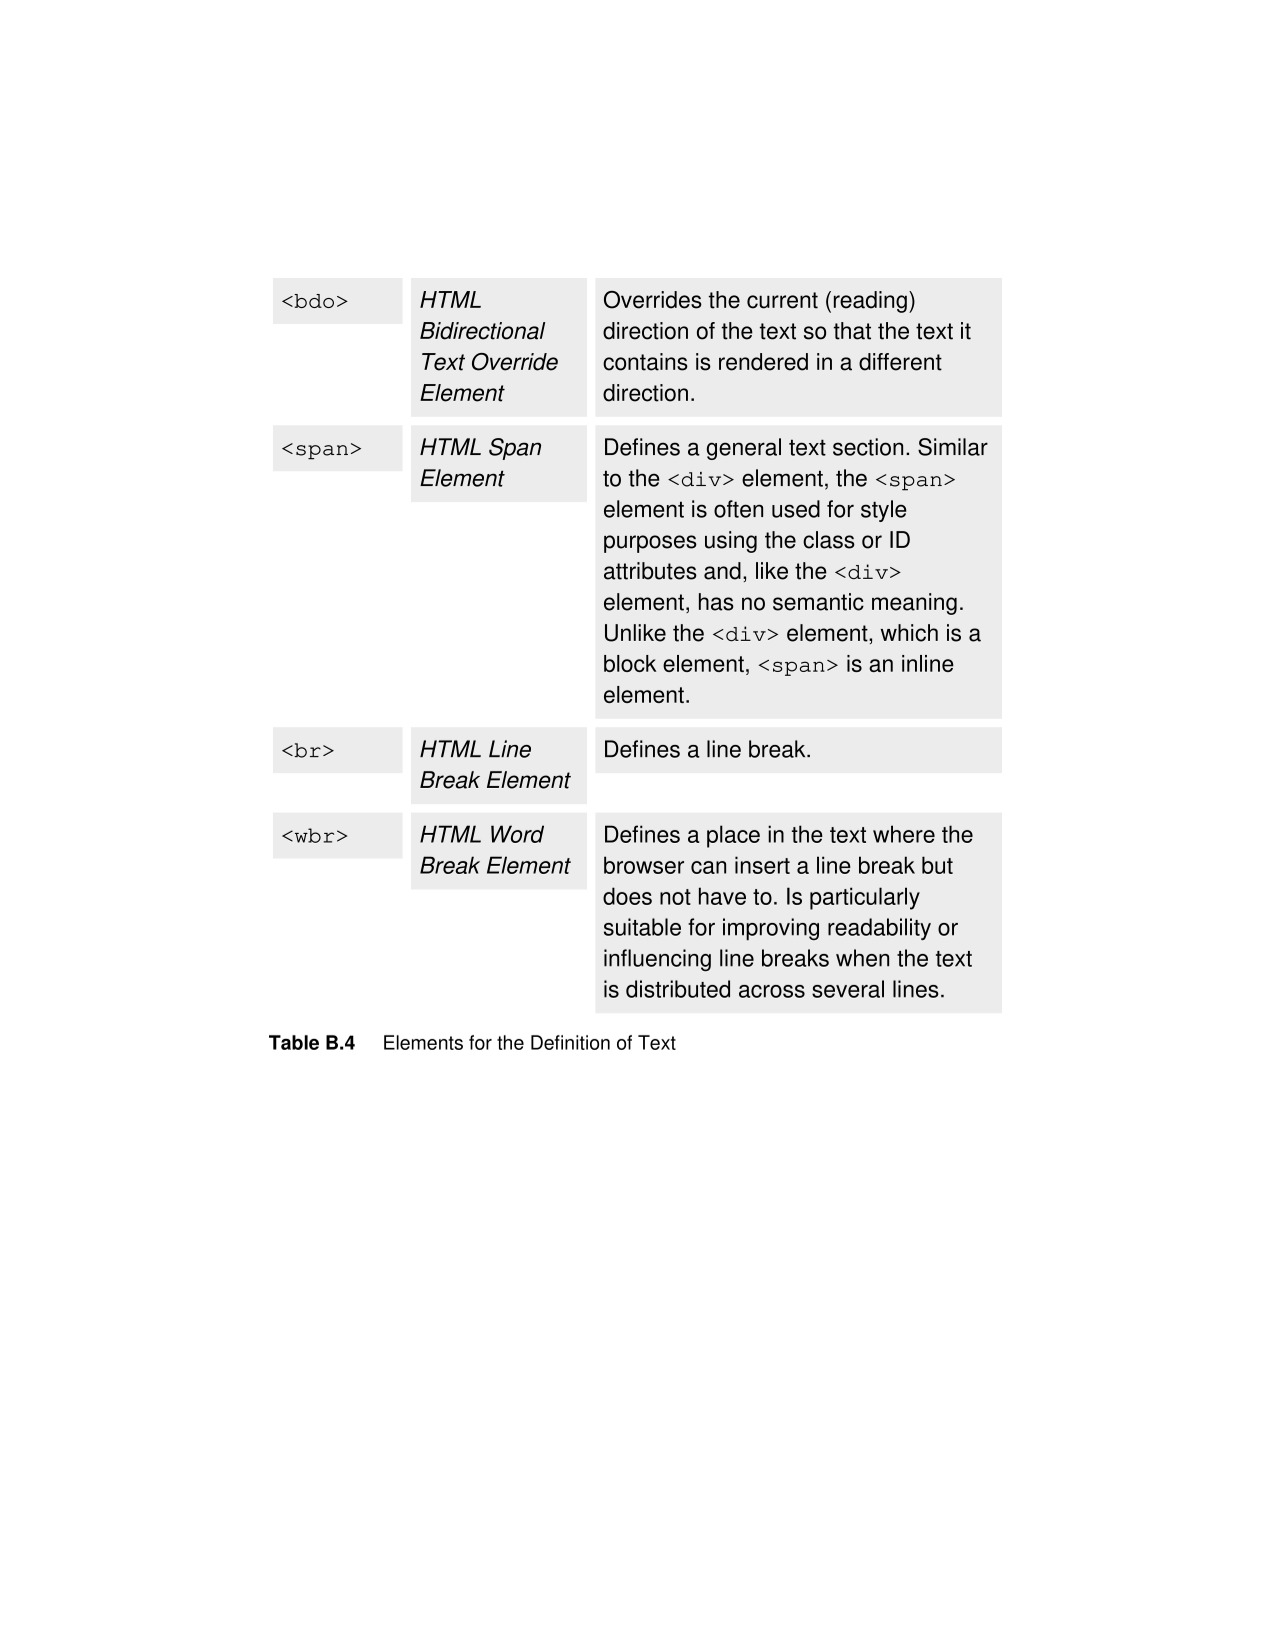 <bdo>
HTML
Bidirectional
Text Override
Element
Overrides the current (reading)
direction of the text so that the text it
contains is rendered in a different
direction.
<span>
HTML Span
Element
Defines a general text section. Similar
to the <div> element, the <span>
element is often used for style
purposes using the class or ID
attributes and, like the <div>
element, has no semantic meaning.
Unlike the <div> element, which is a
block element, <span> is an inline
element.
<br>
HTML Line
Break Element
Defines a line break.
<wbr>
HTML Word
Break Element
Defines a place in the text where the
browser can insert a line break but
does not have to. Is particularly
suitable for improving readability or
influencing line breaks when the text
is distributed across several lines.
Table B.4 Elements for the Definition of Text